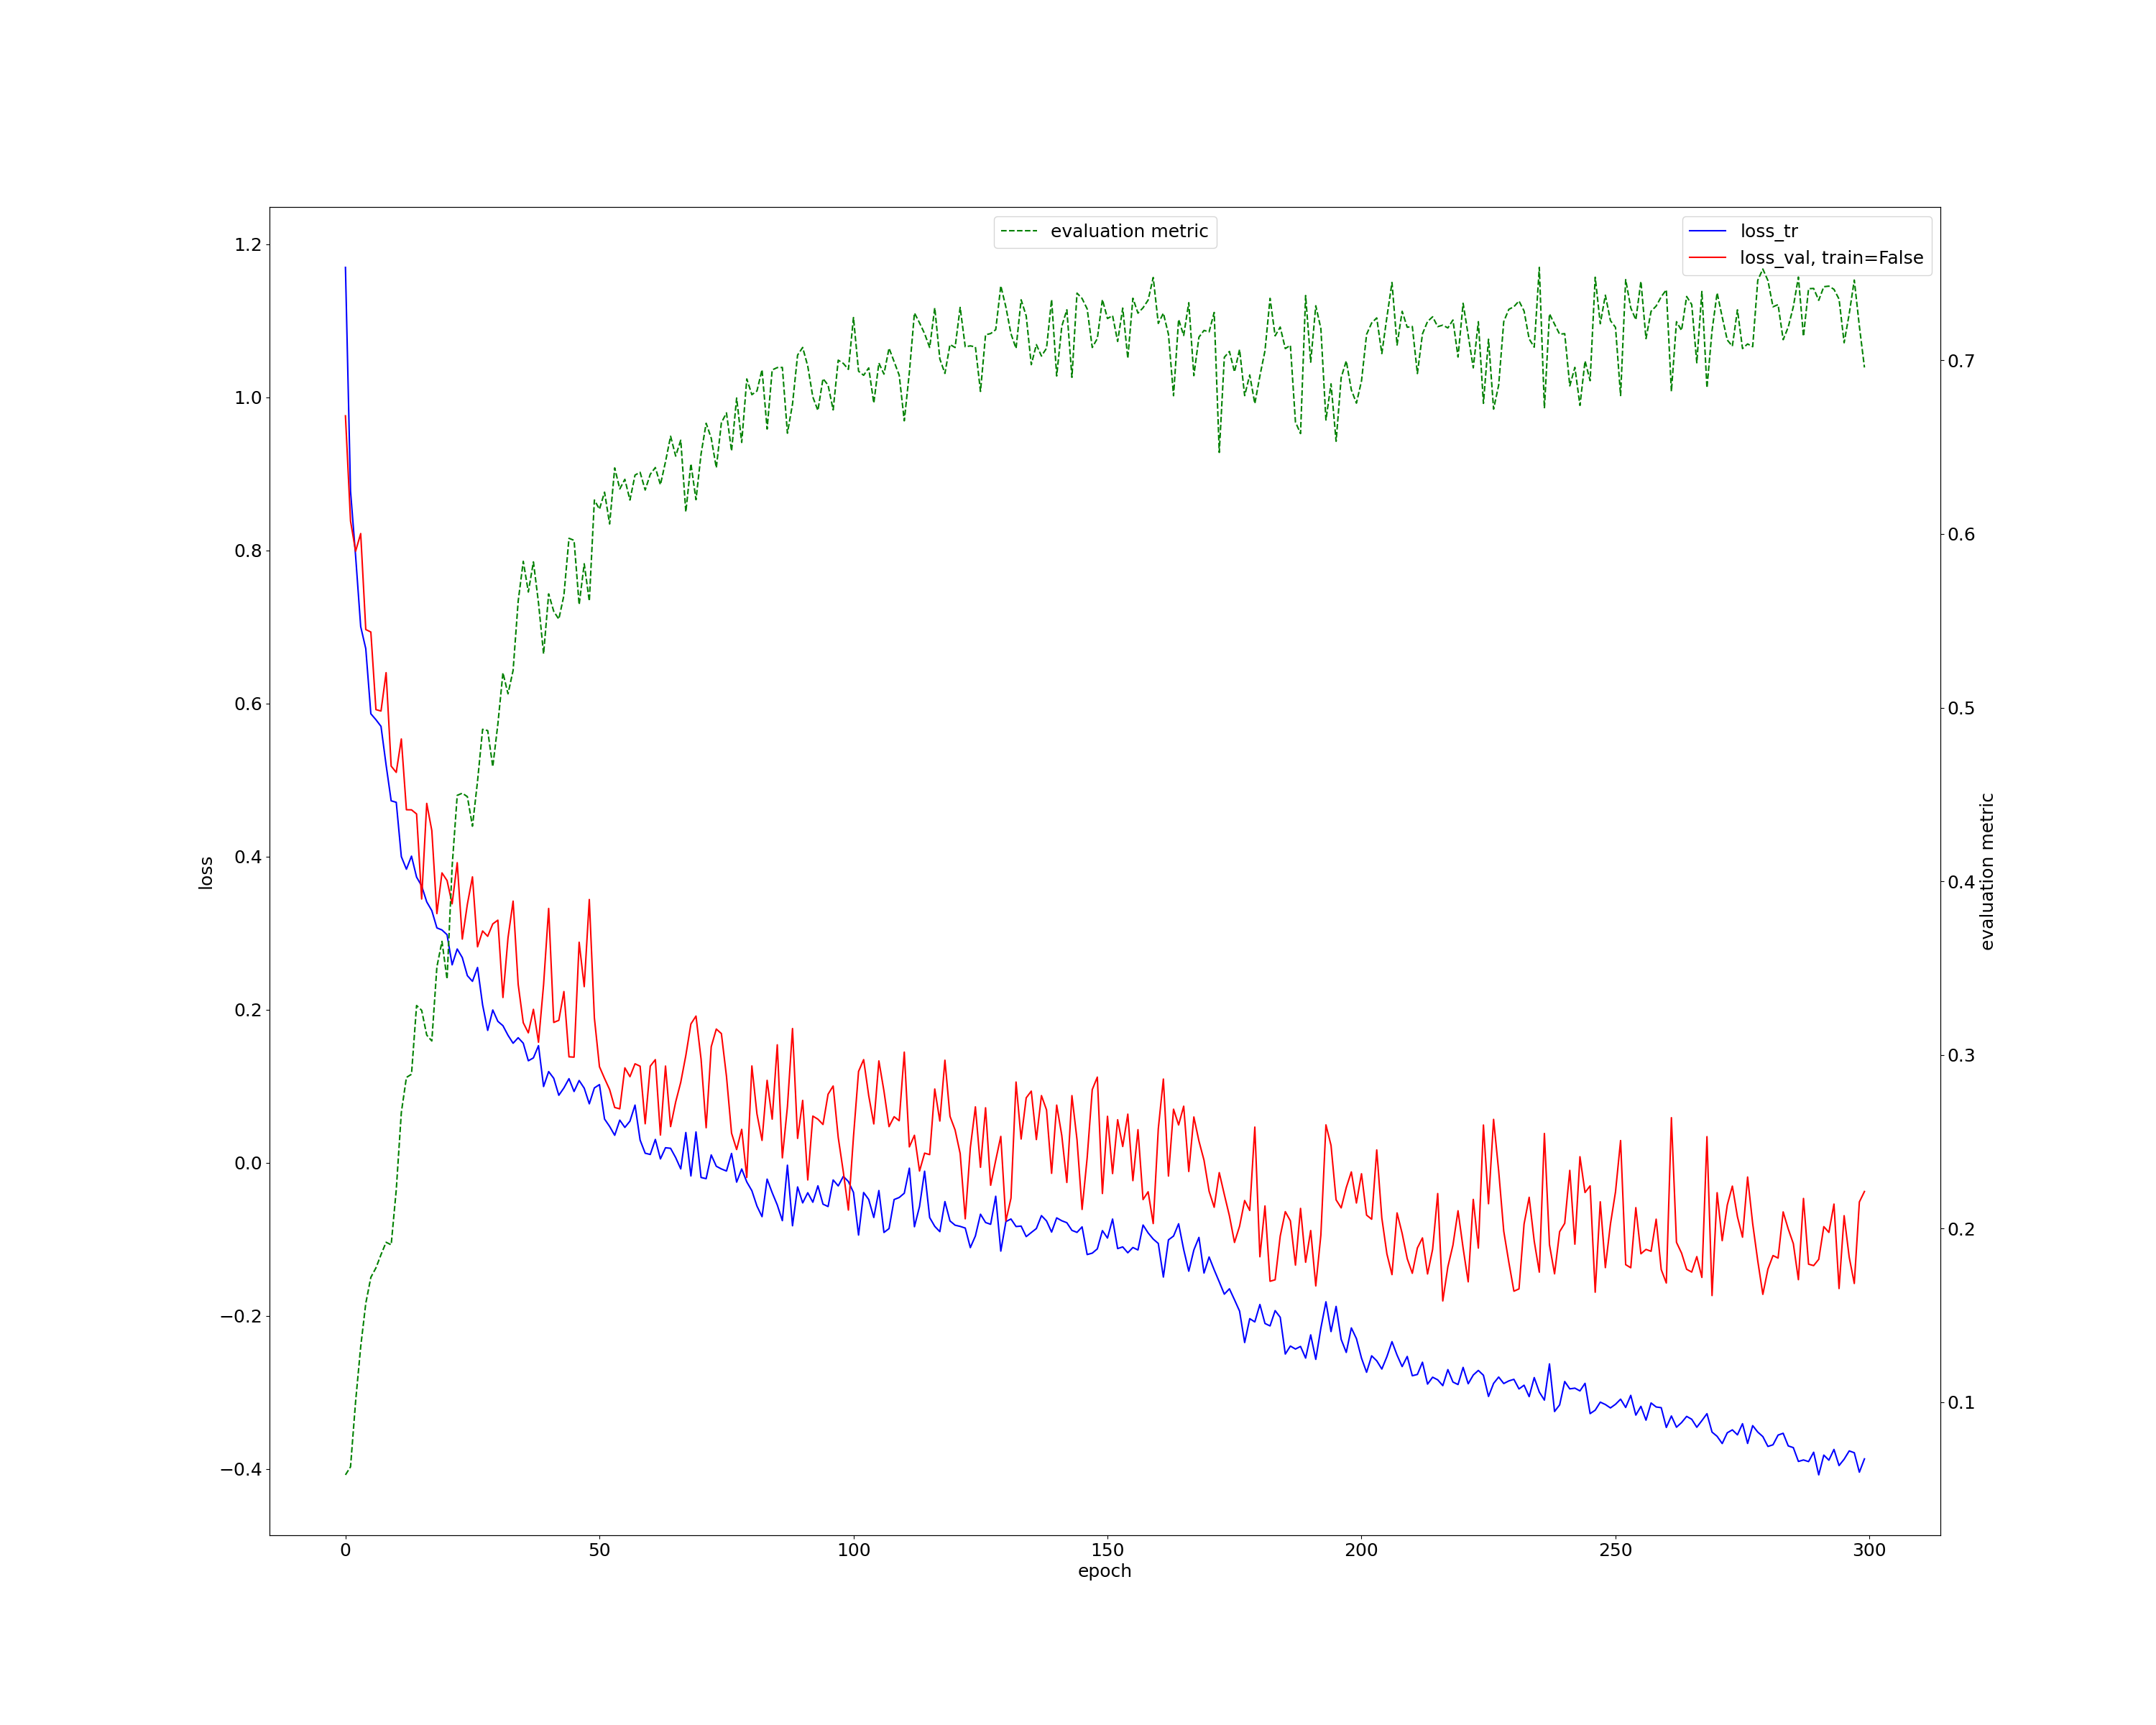 evaluation metric
loss_tr
loss_val, train=False
1.2
1.0
0.8
0.6
0.4
0.2
0.0
−0.2
−0.4
loss
0.7
0.6
0.5
0.4
0.3
0.2
0.1
evaluation metric
0 50 100 150 200 250 300
epoch